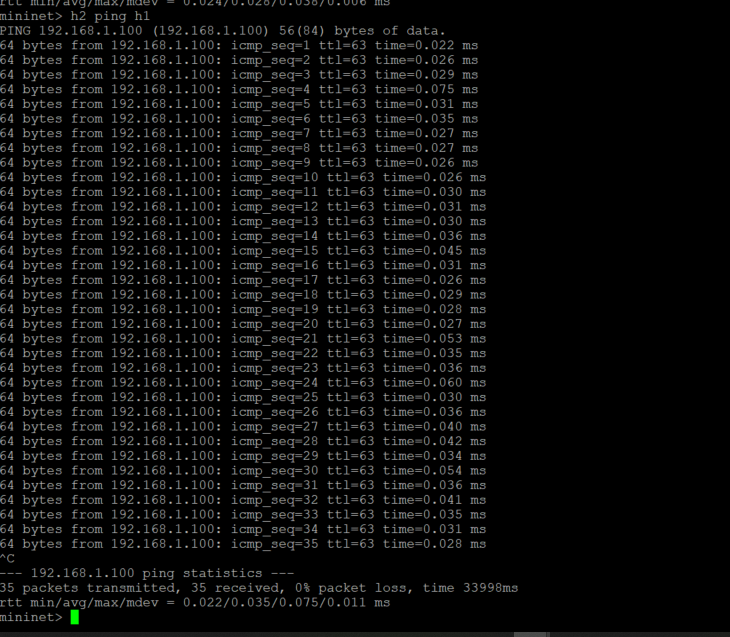 rtt min/avg/max/mdev = 0.024/0.028/0.038/0.006 ms
mininet> h2 ping h1
PING 192.168.1.100 (192.168.1.100) 56(84) bytes of data.
64 bytes from 192.168.1.100: icmp_seq=1 ttl=63 time=0.022 ms
64 bytes from 192.168.1.100: icmp_seq=2 ttl=63 time=0.026 ms
64 bytes from 192.168.1.100: icmp_seq=3 ttl=63 time=0.029 ms
64 bytes from 192.168.1.100: icmp_seq=4 ttl=63 time=0.075 ms
64 bytes from 192.168.1.100: icmp_seq=5 ttl=63 time=0.031 ms
64 bytes from 192.168.1.100: icmp_seq=6 ttl=63 time=0.035 ms
64 bytes from 192.168.1.100: icmp_seq=7 ttl=63 time=0.027 ms
64 bytes from 192.168.1.100: icmp_seq=8 ttl=63 time=0.027 ms
64 bytes from 192.168.1.100: icmp_seq=9 ttl=63 time=0.026 ms
64 bytes from 192.168.1.100: icmp_seq=10 ttl=63 time=0.026 ms
64 bytes from 192.168.1.100: icmp_seq=11 ttl=63 time=0.030 ms
64 bytes from 192.168.1.100: icmp_seq=12 ttl=63 time=0.031 ms
64 bytes from 192.168.1.100: icmp_seq=13 ttl=63 time=0.030 ms
64 bytes from 192.168.1.100: icmp_seq=14 ttl=63 time=0.036 ms
64 bytes from 192.168.1.100: icmp_seq=15 ttl=63 time=0.045 ms
64 bytes from 192.168.1.100: icmp_seq=16 ttl=63 time=0.031 ms
64 bytes from 192.168.1.100: icmp_seq=17 ttl=63 time=0.026 ms
64 bytes from 192.168.1.100: icmp_seq=18 ttl=63 time=0.029 ms
64 bytes from 192.168.1.100: icmp_seq=19 ttl=63 time=0.028 ms
64 bytes from 192.168.1.100: icmp_seq=20 ttl=63 time=0.027 ms
64 bytes from 192.168.1.100: icmp_seq=21 ttl=63 time=0.053 ms
64 bytes from 192.168.1.100: icmp_seq=22 ttl=63 time=0.035 ms
64 bytes from 192.168.1.100: icmp_seq=23 ttl=63 time=0.036 ms
64 bytes from 192.168.1.100: icmp_seq=24 ttl=63 time=0.060 ms
64 bytes from 192.168.1.100: icmp_seq=25 ttl=63 time=0.030 ms
64 bytes from 192.168.1.100: icmp_seq=26 ttl=63 time=0.036 ms
64 bytes from 192.168.1.100: icmp_seq=27 ttl=63 time=0.040 ms
64 bytes from 192.168.1.100: icmp_seq=28 ttl=63 time=0.042 ms
64 bytes from 192.168.1.100: icmp_seq=29 ttl=63 time=0.034 ms
64 bytes from 192.168.1.100: icmp_seq=30 ttl=63 time=0.054 ms
64 bytes from 192.168.1.100: icmp_seq=31 ttl=63 time=0.036 ms
64 bytes from 192.168.1.100: icmp_seq=32 ttl=63 time=0.041 ms
64 bytes from 192.168.1.100: icmp_seq=33 ttl=63 time=0.035 ms
64 bytes from 192.168.1.100: icmp_seq=34 ttl=63 time=0.031 ms
64 bytes from 192.168.1.100: icmp_seq=35 ttl=63 time=0.028 ms
^C
--- 192.168.1.100 ping statistics ---
35 packets transmitted, 35 received, 0% packet loss, time 33998ms
rtt min/avg/max/mdev = 0.022/0.035/0.075/0.011 ms
mininet>